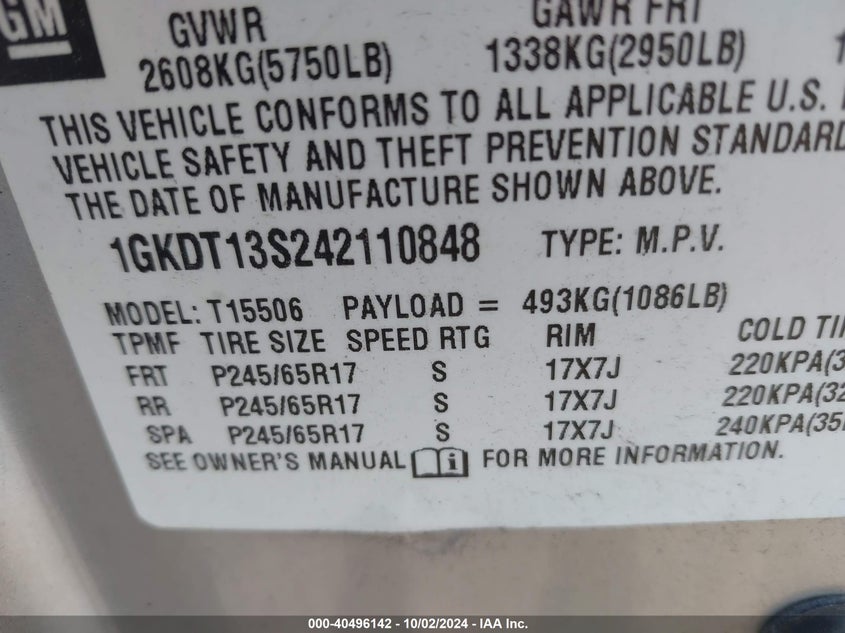 GM
GVWR GAWR FRT
2608KG(5750LB) 1338KG(2950LB) 1
THIS VEHICLE CONFORMS TO ALL APPLICABLE U.S.
VEHICLE SAFETY AND THEFT PREVENTION STANDARD
THE DATE OF MANUFACTURE SHOWN ABOVE.
1GKDT13S242110848 TYPE: M.P.V.
MODEL: T15506 PAYLOAD = 493KG(1086LB)
TPMF TIRE SIZE SPEED RTG RIM COLD TI
FRT P245/65R17 S 17X7J 220KPA(3
RR P245/65R17 S 17X7J 220KPA(32
SPA P245/65R17 S 17X7J 240KPA(35
SEE OWNER'S MANUAL i FOR MORE INFORMATION.
000-40496142 - 10/02/2024 - IAA Inc.